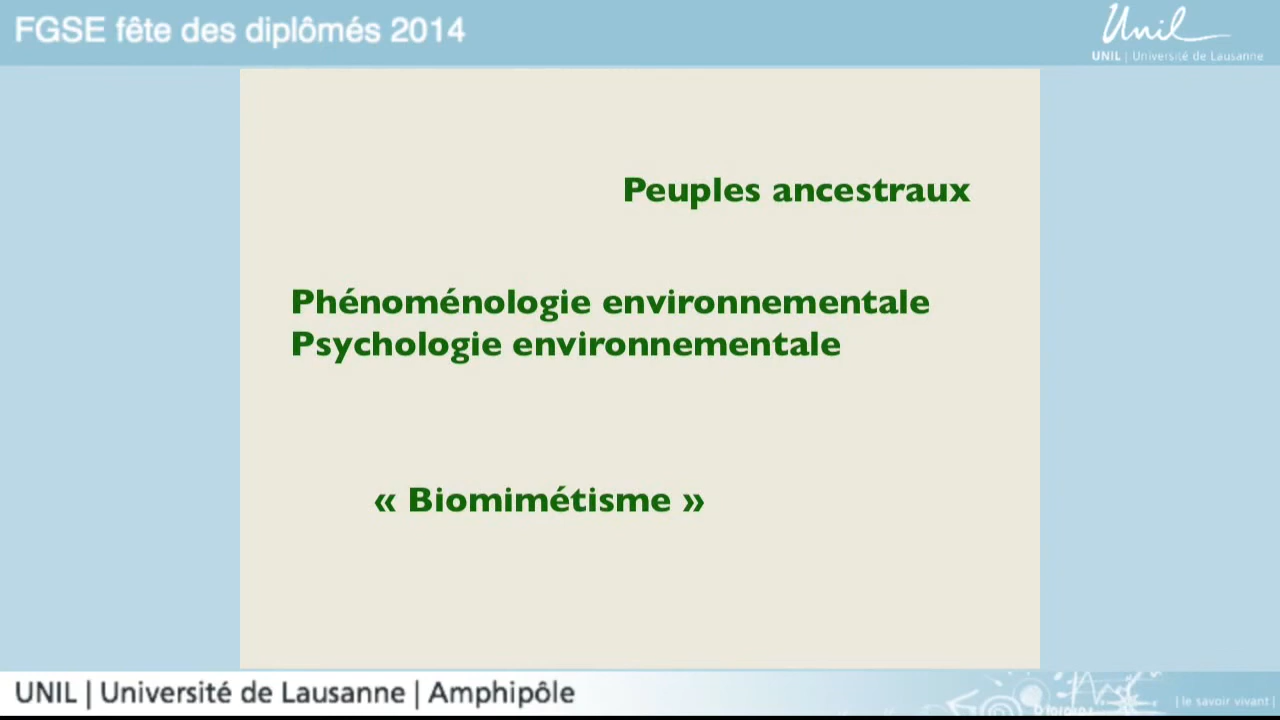 FGSE fête des diplômés 2014
Unil
UNIL | Université de Lausanne
Peuples ancestraux
Phénoménologie environnementale
Psychologie environnementale
« Biomimétisme »
UNIL | Université de Lausanne | Amphipôle
| le savoir vivant |